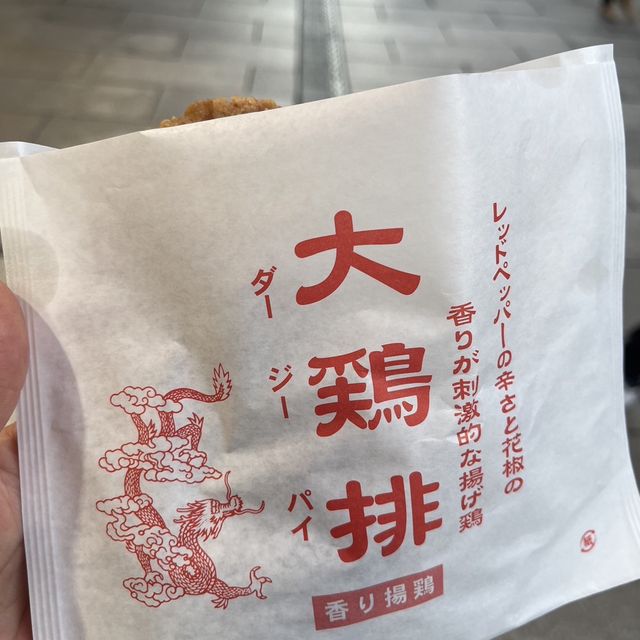 レッドペッパーの辛さと花椒の
香りが刺激的な揚げ鶏
大鶏排
ダージーパイ
香り揚鶏
紙